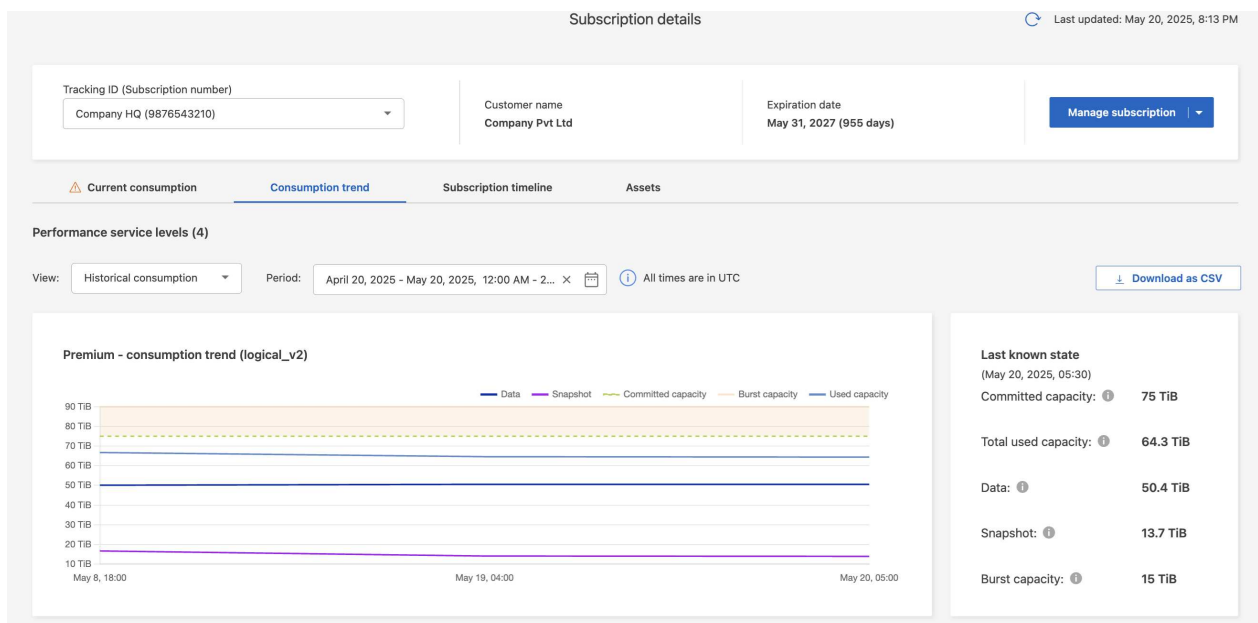 Subscription details
Last updated: May 20, 2025, 8:13 PM
Tracking ID (Subscription number)
Company HQ (9876543210)
Customer name
Company Pvt Ltd
Expiration date
May 31, 2027 (955 days)
Manage subscription
Current consumption
Consumption trend
Subscription timeline
Assets
Performance service levels (4)
View:
Historical consumption
Period:
April 20, 2025 - May 20, 2025, 12:00 AM - 2...
All times are in UTC
Download as CSV
Premium - consumption trend (logical_v2)
Data
Snapshot
Committed capacity
Burst capacity
Used capacity
90 TiB
80 TiB
70 TiB
60 TiB
50 TiB
40 TiB
30 TiB
20 TiB
10 TiB
May 8, 18:00
May 19, 04:00
May 20, 05:00
Last known state
(May 20, 2025, 05:30)
Committed capacity: 75 TiB
Total used capacity: 64.3 TiB
Data: 50.4 TiB
Snapshot: 13.7 TiB
Burst capacity: 15 TiB